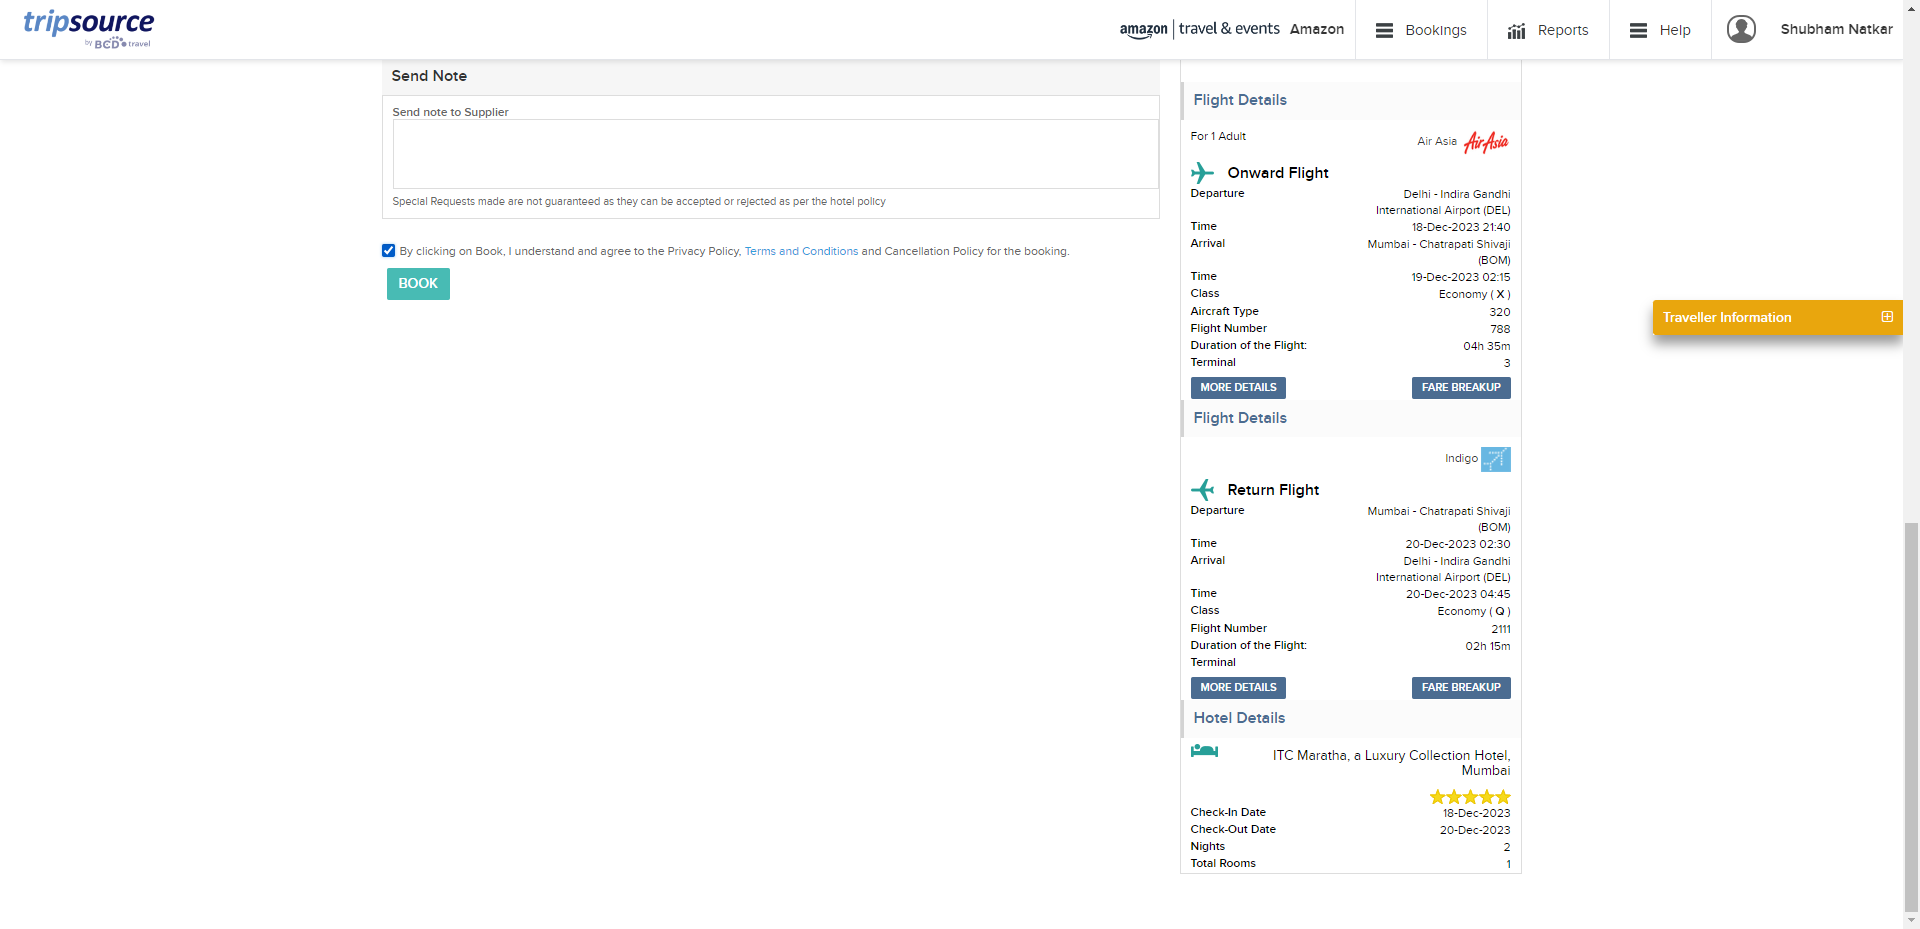 tripsource
by BCD travel
amazon | travel & events Amazon
Bookings
Reports
Help
Shubham Natkar
Send Note
Send note to Supplier
Special Requests made are not guaranteed as they can be accepted or rejected as per the hotel policy
By clicking on Book, I understand and agree to the Privacy Policy, Terms and Conditions and Cancellation Policy for the booking.
BOOK
Flight Details
For 1 Adult
Air Asia AirAsia
Onward Flight
Departure Delhi - Indira Gandhi
International Airport (DEL)
Time 18-Dec-2023 21:40
Arrival Mumbai - Chatrapati Shivaji
(BOM)
Time 19-Dec-2023 02:15
Class Economy ( X )
Aircraft Type 320
Flight Number 788
Duration of the Flight: 04h 35m
Terminal 3
MORE DETAILS FARE BREAKUP
Flight Details
Indigo
Return Flight
Departure Mumbai - Chatrapati Shivaji
(BOM)
Time 20-Dec-2023 02:30
Arrival Delhi - Indira Gandhi
International Airport (DEL)
Time 20-Dec-2023 04:45
Class Economy ( Q )
Flight Number 2111
Duration of the Flight: 02h 15m
Terminal
MORE DETAILS FARE BREAKUP
Hotel Details
ITC Maratha, a Luxury Collection Hotel,
Mumbai
Check-In Date 18-Dec-2023
Check-Out Date 20-Dec-2023
Nights 2
Total Rooms 1
Traveller Information